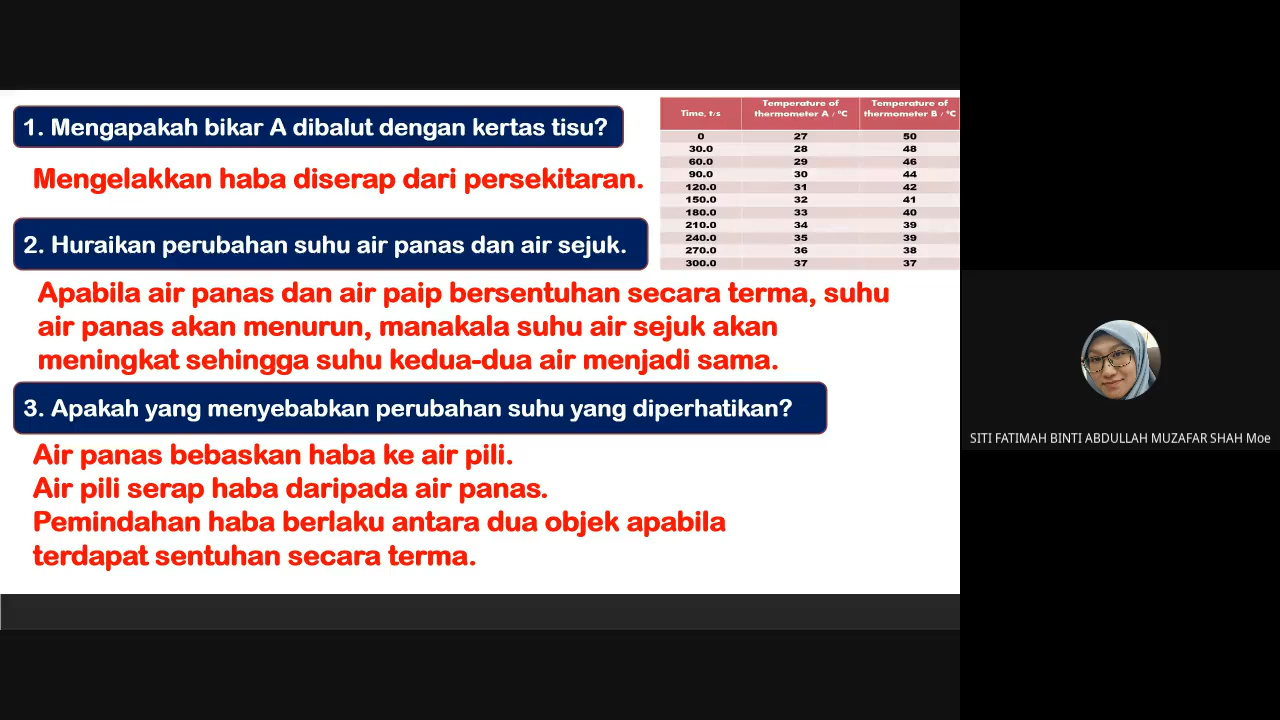 1. Mengapakah bikar A dibalut dengan kertas tisu?
Mengelakkan haba diserap dari persekitaran.
Time, t/s Temperature of thermometer A / °C Temperature of thermometer B / °C
0 27 50
30.0 28 48
60.0 29 46
90.0 30 44
120.0 31 42
150.0 32 41
180.0 33 40
210.0 34 39
240.0 35 39
270.0 36 38
300.0 37 37
2. Huraikan perubahan suhu air panas dan air sejuk.
Apabila air panas dan air paip bersentuhan secara terma, suhu
air panas akan menurun, manakala suhu air sejuk akan
meningkat sehingga suhu kedua-dua air menjadi sama.
3. Apakah yang menyebabkan perubahan suhu yang diperhatikan?
Air panas bebaskan haba ke air pili.
Air pili serap haba daripada air panas.
Pemindahan haba berlaku antara dua objek apabila
terdapat sentuhan secara terma.
SITI FATIMAH BINTI ABDULLAH MUZAFAR SHAH Moe